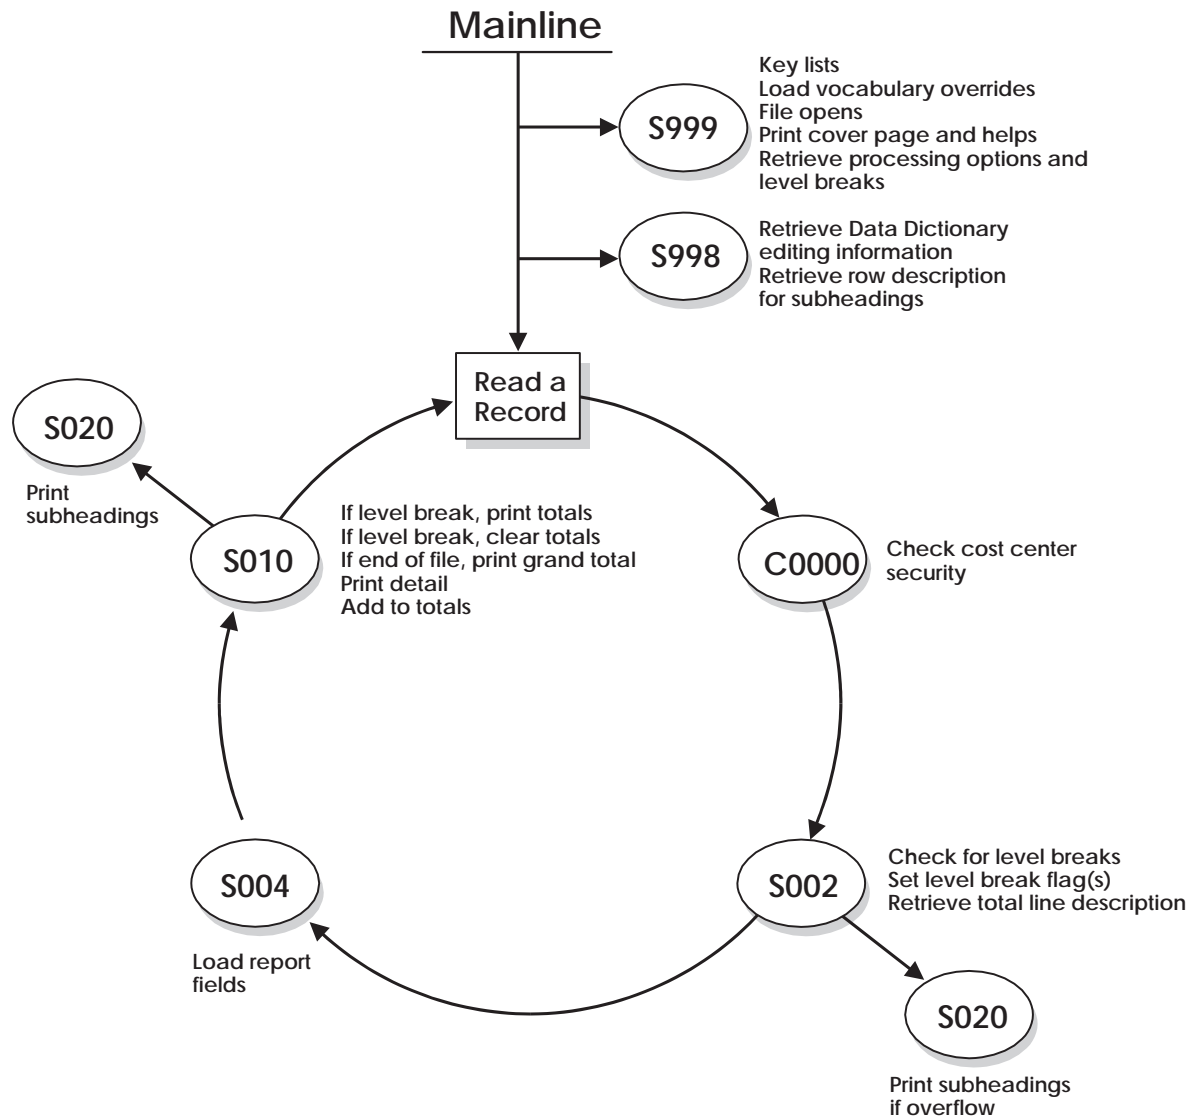 Mainline
S999
Key lists
Load vocabulary overrides
File opens
Print cover page and helps
Retrieve processing options and
level breaks
S998
Retrieve Data Dictionary
editing information
Retrieve row description
for subheadings
Read a
Record
S020
Print
subheadings
S010
If level break, print totals
If level break, clear totals
If end of file, print grand total
Print detail
Add to totals
C0000
Check cost center
security
S004
Load report
fields
S002
Check for level breaks
Set level break flag(s)
Retrieve total line description
S020
Print subheadings
if overflow